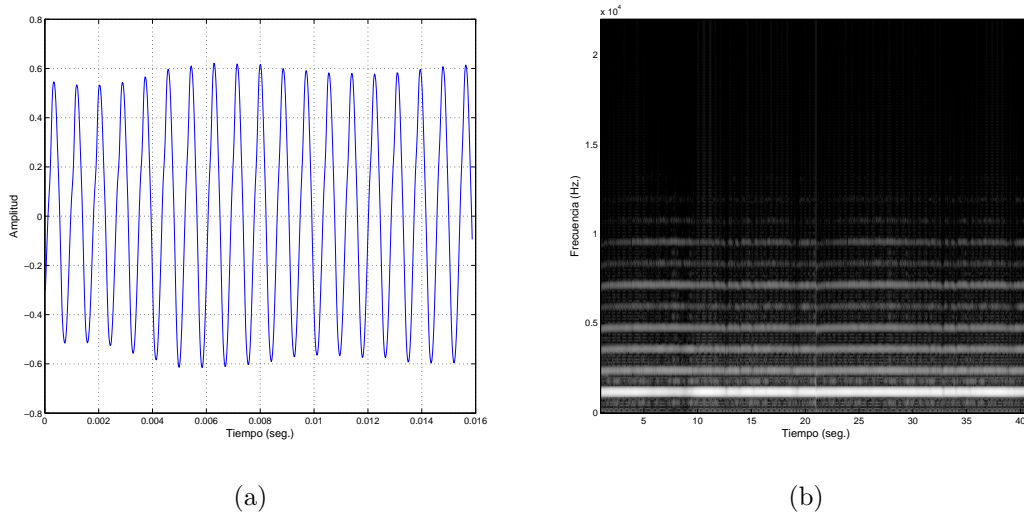 0.8
0.6
0.4
0.2
0
−0.2
−0.4
−0.6
−0.8
Amplitud
0 0.002 0.004 0.006 0.008 0.01 0.012 0.014 0.016
Tiempo (seg.)
(a)
x 10⁴
2
1.5
1
0.5
0
Frecuencia (Hz.)
5 10 15 20 25 30 35 40
Tiempo (seg.)
(b)